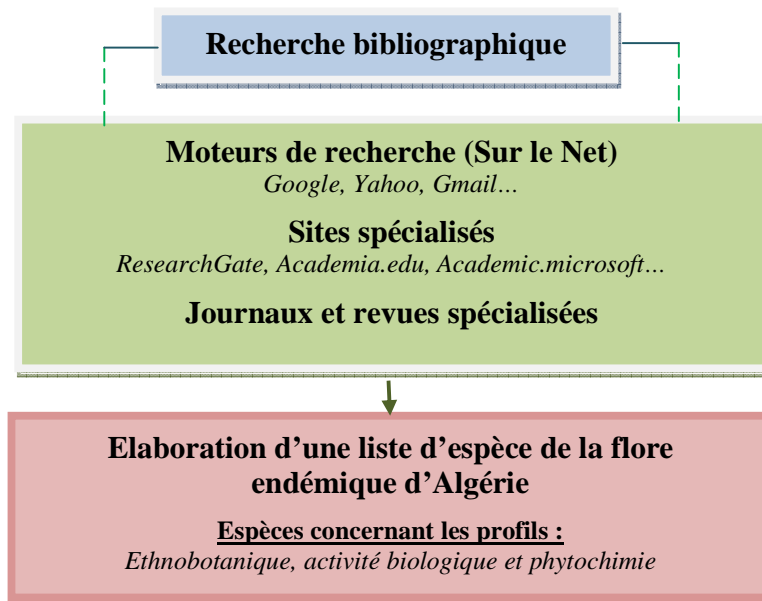 Recherche bibliographique
Moteurs de recherche (Sur le Net)
Google, Yahoo, Gmail…
Sites spécialisés
ResearchGate, Academia.edu, Academic.microsoft…
Journaux et revues spécialisées
Elaboration d’une liste d’espèce de la flore
endémique d’Algérie
Espèces concernant les profils :
Ethnobotanique, activité biologique et phytochimie